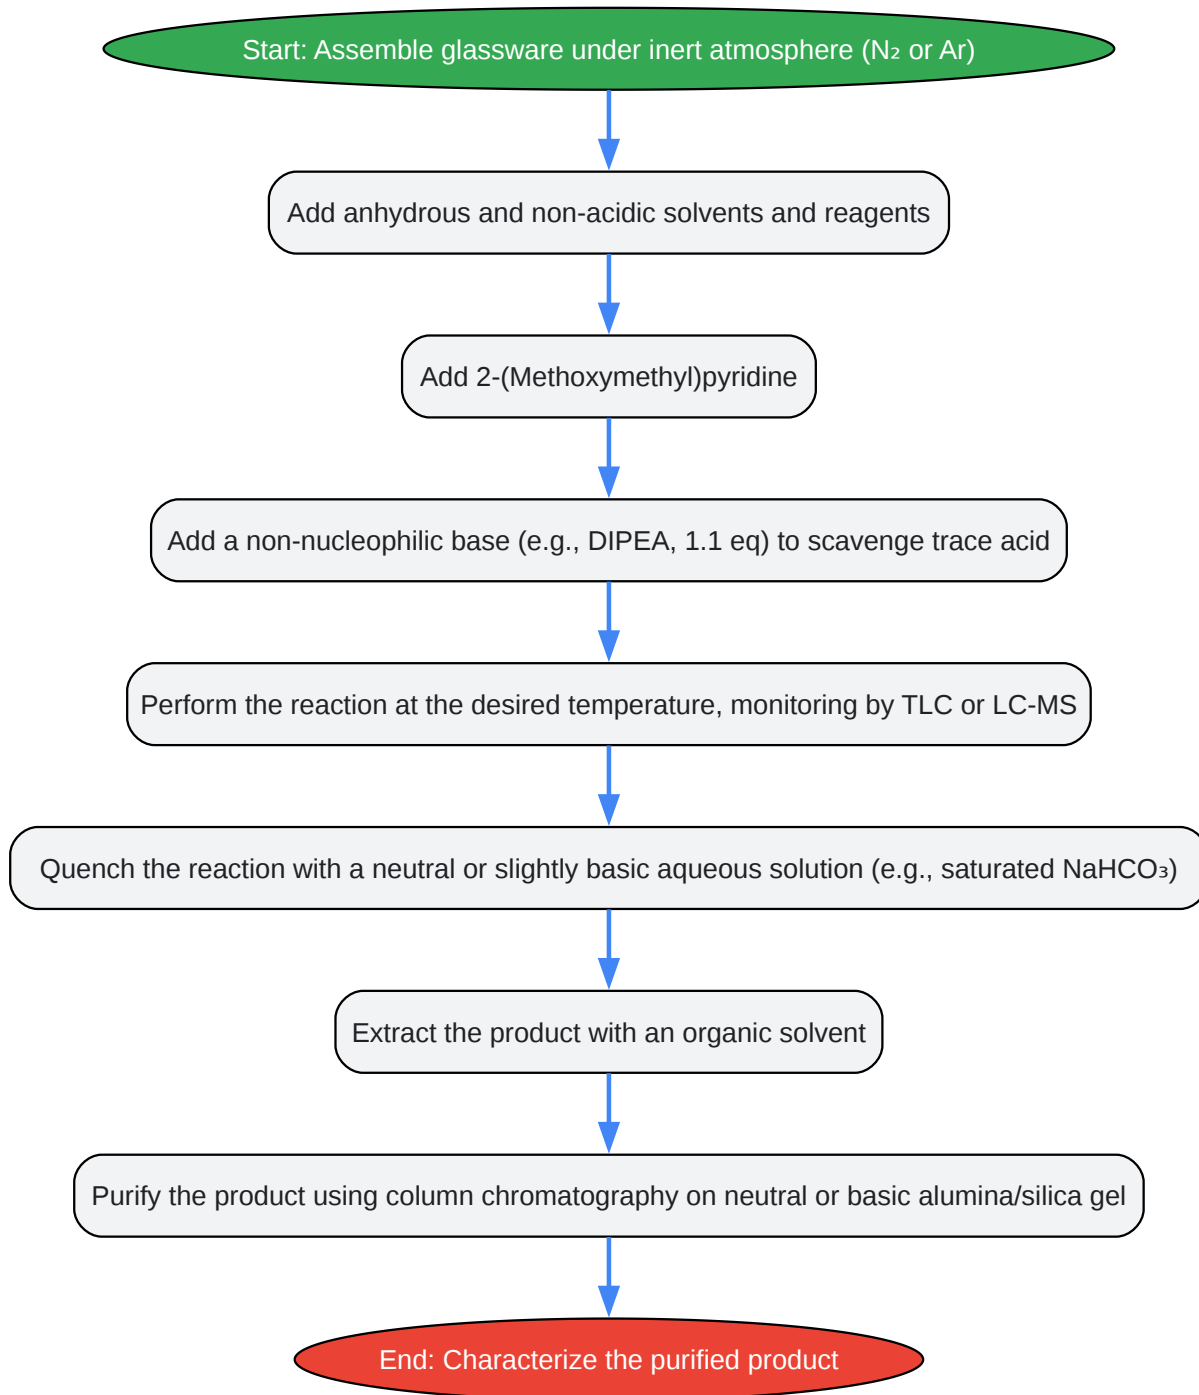 Start: Assemble glassware under inert atmosphere (N₂ or Ar)
Add anhydrous and non-acidic solvents and reagents
Add 2-(Methoxymethyl)pyridine
Add a non-nucleophilic base (e.g., DIPEA, 1.1 eq) to scavenge trace acid
Perform the reaction at the desired temperature, monitoring by TLC or LC-MS
Quench the reaction with a neutral or slightly basic aqueous solution (e.g., saturated NaHCO₃)
Extract the product with an organic solvent
Purify the product using column chromatography on neutral or basic alumina/silica gel
End: Characterize the purified product